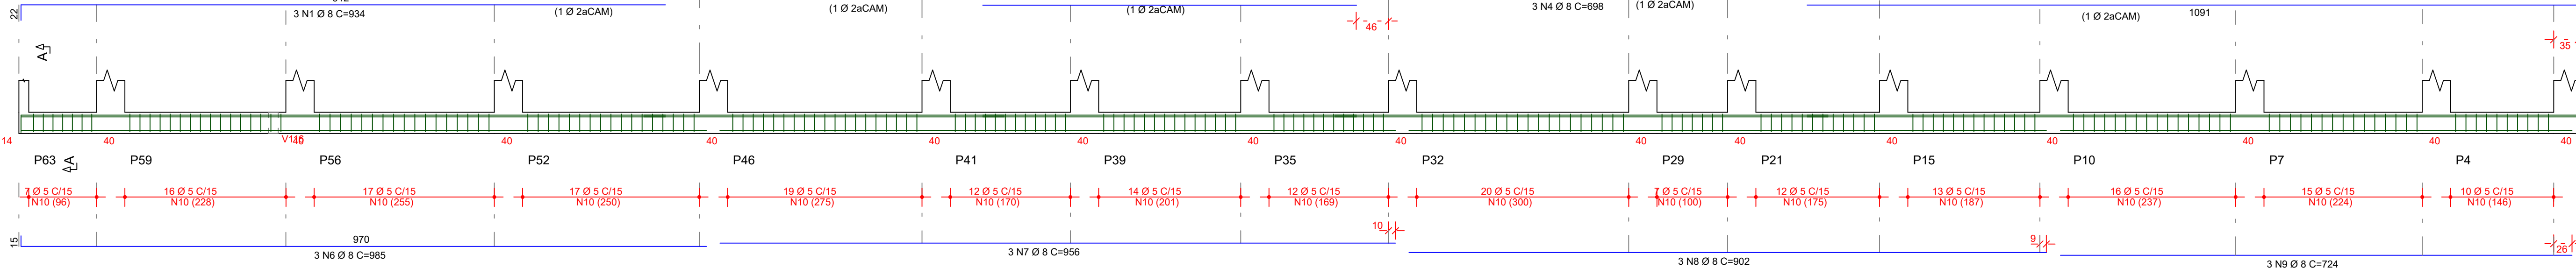 22
3 N1 Ø 8 C=934
(1 Ø 2aCAM)
(1 Ø 2aCAM)
(1 Ø 2aCAM)
46
3 N4 Ø 8 C=698
(1 Ø 2aCAM)
(1 Ø 2aCAM)
1091
35
A
14
40
V116
40
40
40
40
40
40
40
40
40
40
40
40
40
40
P63
A
P59
P56
P52
P46
P41
P39
P35
P32
P29
P21
P15
P10
P7
P4
7 Ø 5 C/15
N10 (96)
16 Ø 5 C/15
N10 (228)
17 Ø 5 C/15
N10 (255)
17 Ø 5 C/15
N10 (250)
19 Ø 5 C/15
N10 (275)
12 Ø 5 C/15
N10 (170)
14 Ø 5 C/15
N10 (201)
12 Ø 5 C/15
N10 (169)
20 Ø 5 C/15
N10 (300)
7 Ø 5 C/15
N10 (100)
12 Ø 5 C/15
N10 (175)
13 Ø 5 C/15
N10 (187)
16 Ø 5 C/15
N10 (237)
15 Ø 5 C/15
N10 (224)
10 Ø 5 C/15
N10 (146)
15
970
3 N6 Ø 8 C=985
10
3 N7 Ø 8 C=956
9
3 N8 Ø 8 C=902
26
3 N9 Ø 8 C=724